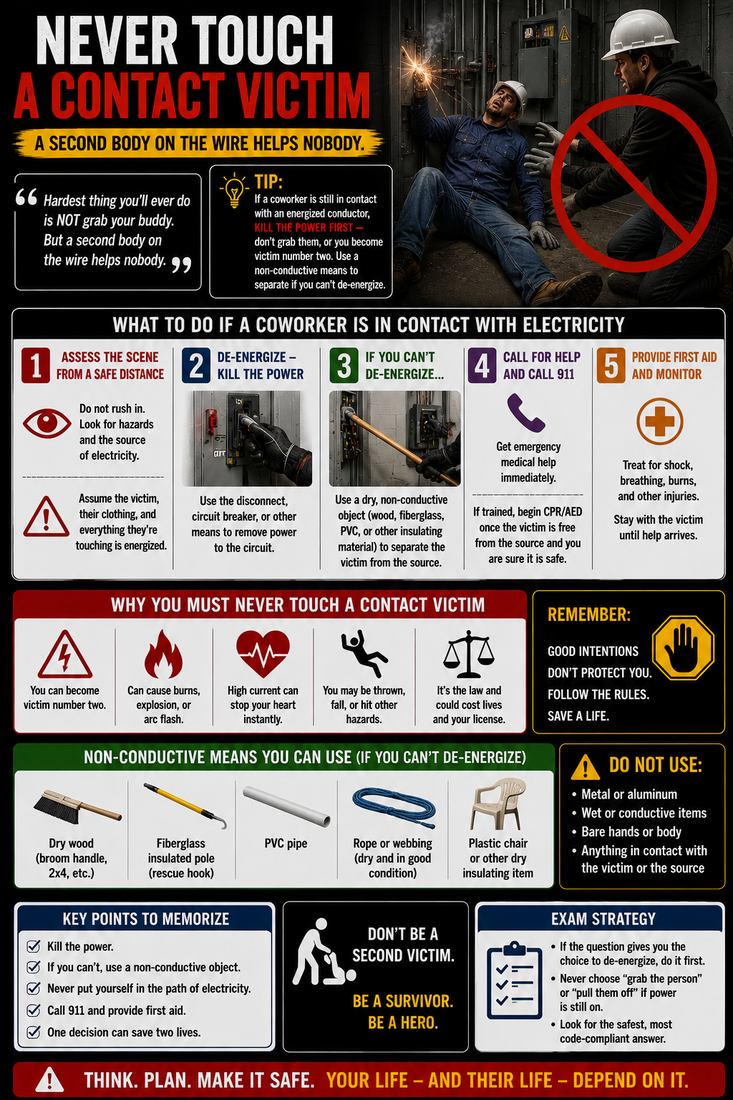 NEVER TOUCH
A CONTACT VICTIM
A SECOND BODY ON THE WIRE HELPS NOBODY.
“ Hardest thing you'll ever do
is NOT grab your buddy.
But a second body on
the wire helps nobody. ”
TIP:
If a coworker is still in contact
with an energized conductor,
KILL THE POWER FIRST –
don't grab them, or you become
victim number two. Use a
non-conductive means to
separate if you can't de-energize.
WHAT TO DO IF A COWORKER IS IN CONTACT WITH ELECTRICITY
1 ASSESS THE SCENE
FROM A SAFE DISTANCE
Do not rush in.
Look for hazards
and the source
of electricity.
Assume the victim,
their clothing, and
everything they're
touching is energized.
2 DE-ENERGIZE –
KILL THE POWER
Use the disconnect,
circuit breaker, or other
means to remove power
to the circuit.
3 IF YOU CAN'T
DE-ENERGIZE...
Use a dry, non-conductive
object (wood, fiberglass,
PVC, or other insulating
material) to separate the
victim from the source.
4 CALL FOR HELP
AND CALL 911
Get emergency
medical help
immediately.
If trained, begin CPR/AED
once the victim is free
from the source and you
are sure it is safe.
5 PROVIDE FIRST AID
AND MONITOR
Treat for shock,
breathing, burns,
and other injuries.
Stay with the victim
until help arrives.
WHY YOU MUST NEVER TOUCH A CONTACT VICTIM
You can become
victim number two.
Can cause burns,
explosion, or
arc flash.
High current can
stop your heart
instantly.
You may be thrown,
fall, or hit other
hazards.
It's the law and
could cost lives
and your license.
REMEMBER:
GOOD INTENTIONS
DON'T PROTECT YOU.
FOLLOW THE RULES.
SAVE A LIFE.
NON-CONDUCTIVE MEANS YOU CAN USE (IF YOU CAN'T DE-ENERGIZE)
Dry wood
(broom handle,
2x4, etc.)
Fiberglass
insulated pole
(rescue hook)
PVC pipe
Rope or webbing
(dry and in good
condition)
Plastic chair
or other dry
insulating item
DO NOT USE:
• Metal or aluminum
• Wet or conductive items
• Bare hands or body
• Anything in contact with
the victim or the source
KEY POINTS TO MEMORIZE
Kill the power.
If you can't, use a non-conductive object.
Never put yourself in the path of electricity.
Call 911 and provide first aid.
One decision can save two lives.
DON'T BE A
SECOND VICTIM.
BE A SURVIVOR.
BE A HERO.
EXAM STRATEGY
• If the question gives you the
choice to de-energize, do it first.
• Never choose “grab the person”
or “pull them off” if power
is still on.
• Look for the safest, most
code-compliant answer.
THINK. PLAN. MAKE IT SAFE. YOUR LIFE – AND THEIR LIFE – DEPEND ON IT.